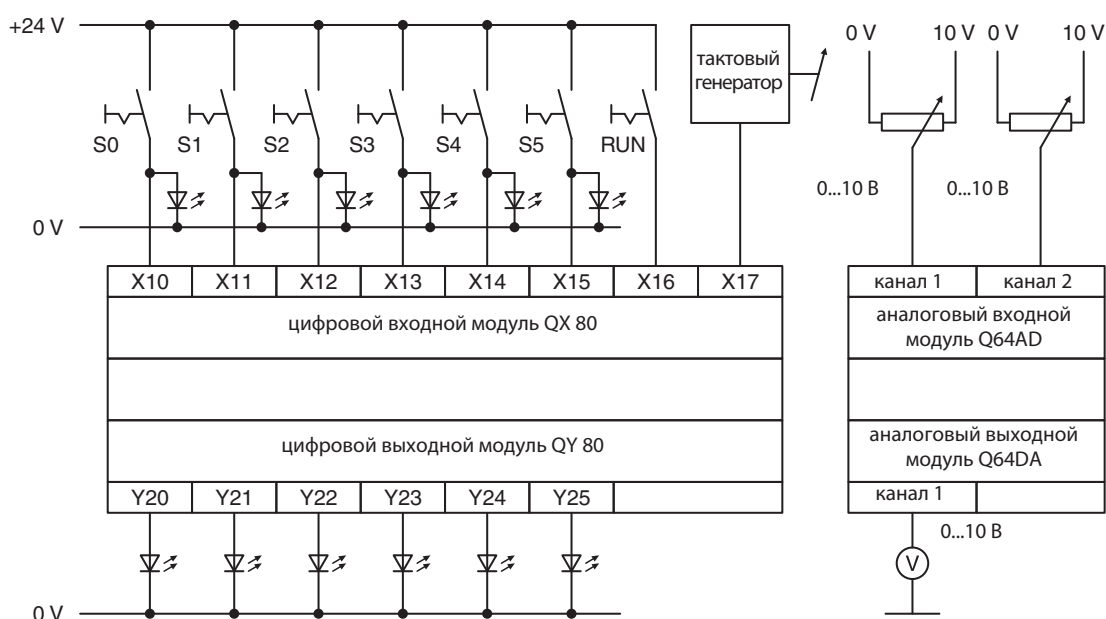 +24 V
тактовый
генератор
0 V 10 V 0 V 10 V
S0 S1 S2 S3 S4 S5 RUN
0...10 В 0...10 В
0 V
X10 X11 X12 X13 X14 X15 X16 X17
канал 1 канал 2
цифровой входной модуль QX 80
аналоговый входной
модуль Q64AD
цифровой выходной модуль QY 80
аналоговый выходной
модуль Q64DA
Y20 Y21 Y22 Y23 Y24 Y25
канал 1
0...10 В
V
0 V